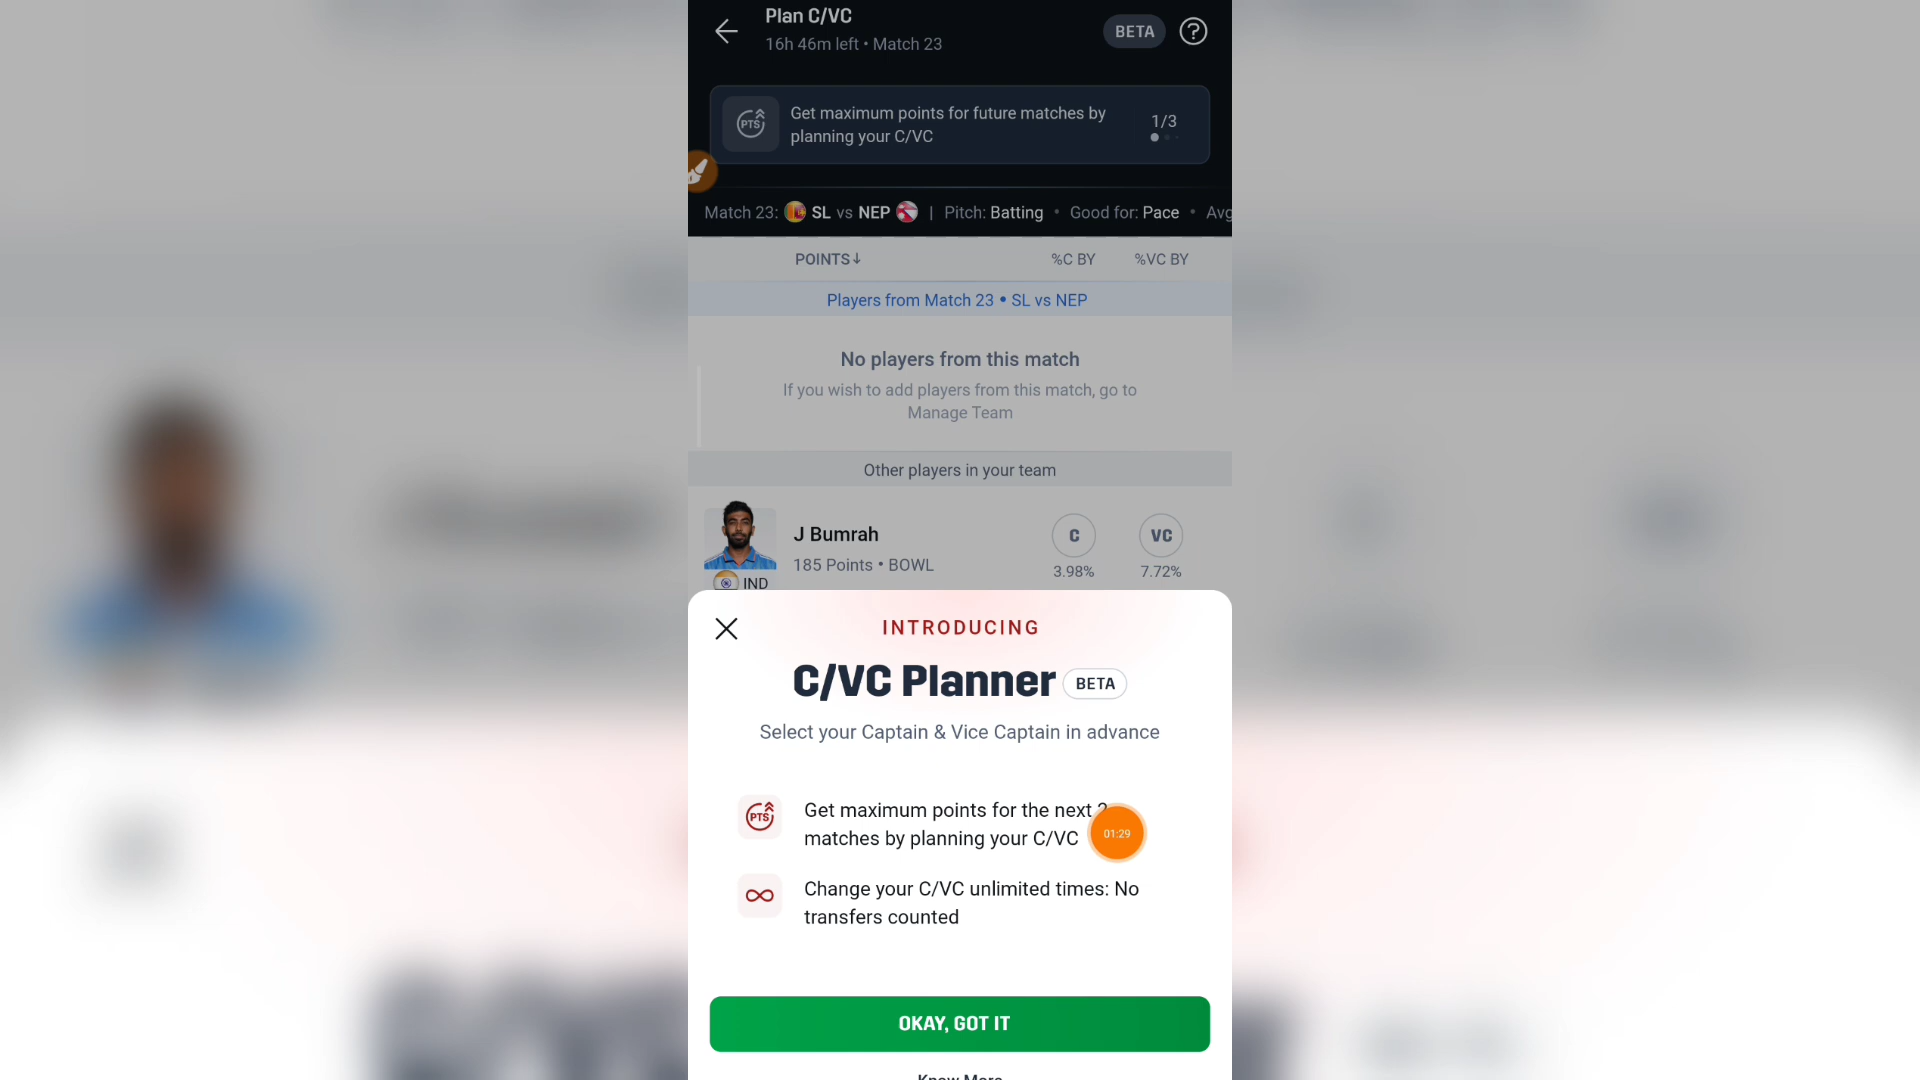 Plan C/VC
16h 46m left • Match 23
BETA
PTS
Get maximum points for future matches by
planning your C/VC
1/3
Match 23: SL vs NEP | Pitch: Batting • Good for: Pace • Avg
POINTS↓ %C BY %VC BY
Players from Match 23 • SL vs NEP
No players from this match
If you wish to add players from this match, go to
Manage Team
Other players in your team
J Bumrah
185 Points • BOWL
IND
C VC
3.98% 7.72%
INTRODUCING
C/VC Planner BETA
Select your Captain & Vice Captain in advance
PTS
Get maximum points for the next
matches by planning your C/VC
01:29
Change your C/VC unlimited times: No
transfers counted
OKAY, GOT IT
Know More